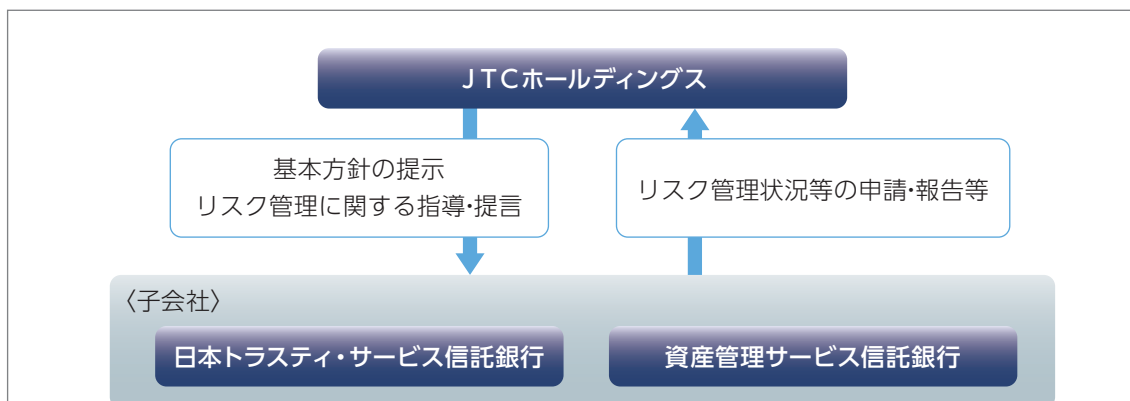 JTCホールディングス
基本方針の提示
リスク管理に関する指導・提言
リスク管理状況等の申請・報告等
〈子会社〉
日本トラスティ・サービス信託銀行
資産管理サービス信託銀行